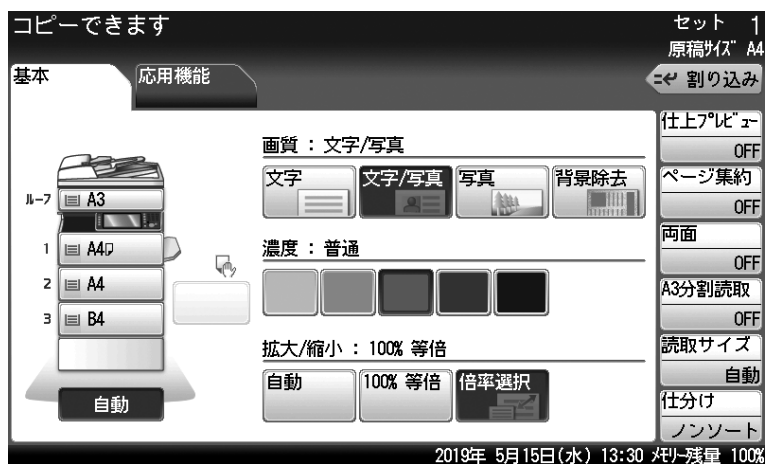 コピーできます
セット 1
原稿ｻｲｽﾞ A4
基本
応用機能
割り込み
ﾙｰﾌ A3
1 A4
2 A4
3 B4
自動
画質 : 文字/写真
文字
文字/写真
写真
背景除去
濃度 : 普通
拡大/縮小 : 100% 等倍
自動
100% 等倍
倍率選択
仕上ﾌﾟﾚﾋﾞｭｰ
OFF
ページ集約
OFF
両面
OFF
A3分割読取
OFF
読取サイズ
自動
仕分け
ノンソート
2019年 5月15日(水) 13:30 ﾒﾓﾘｰ残量 100%